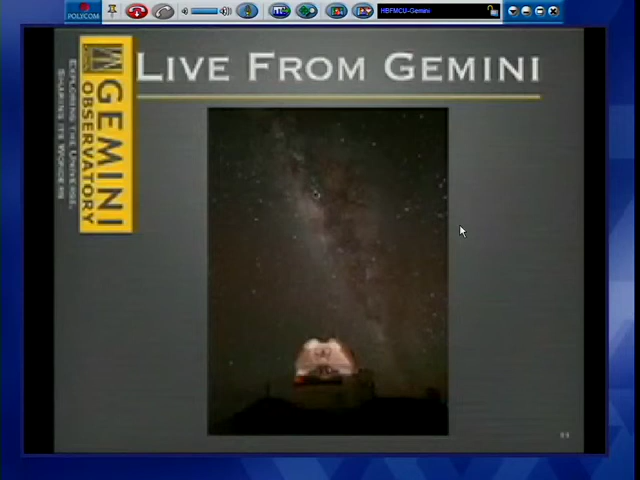 POLYCOM
HBFMCU-Gemini
LIVE FROM GEMINI
GEMINI
OBSERVATORY
EXPLORING THE UNIVERSE,
SHARING ITS WONDERS